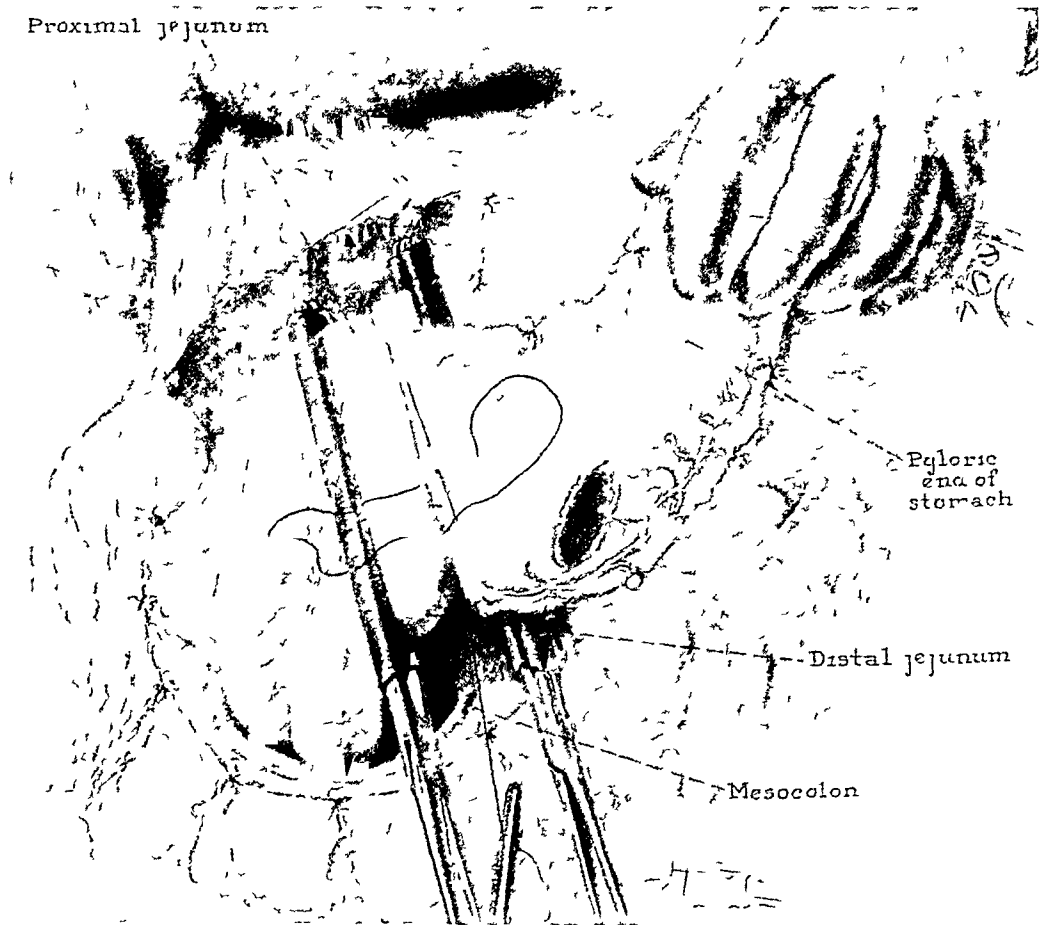 Proximal jejunum
Pyloric
end of
stomach
Distal jejunum
Mesocolon